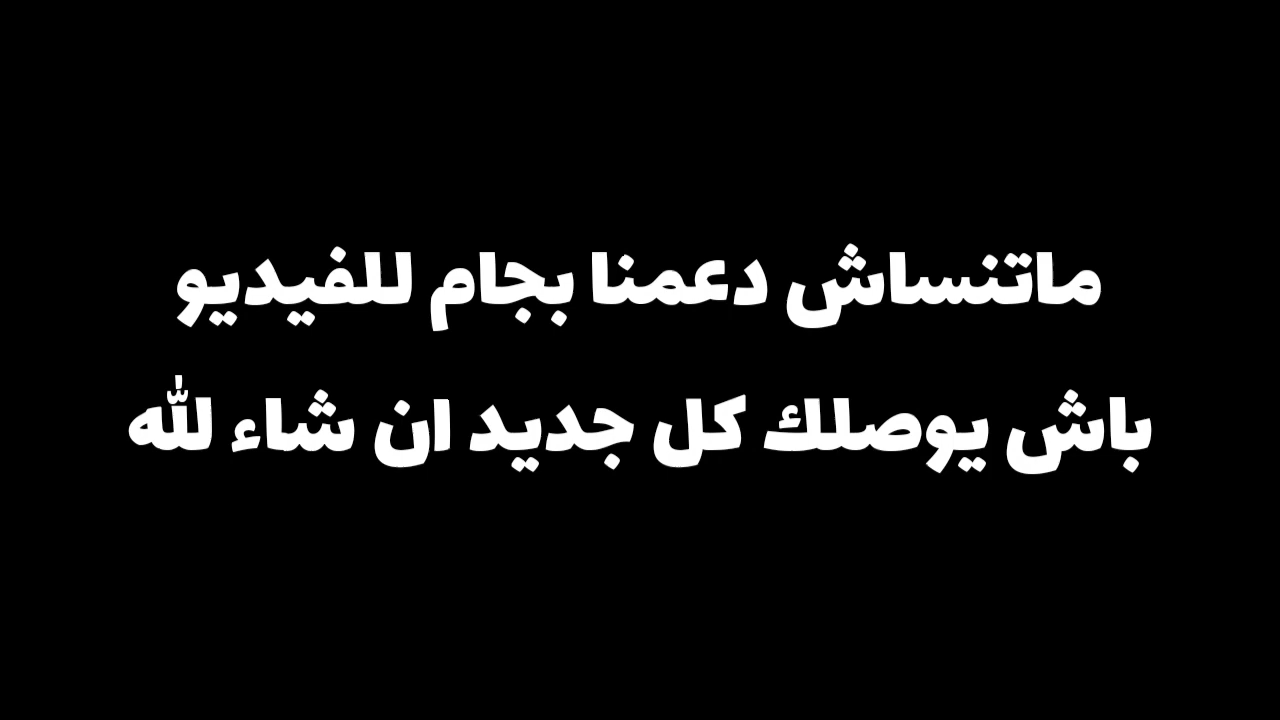 ماتنساش دعمنا بجام للفيديو
باش يوصلك كل جديد ان شاء لله